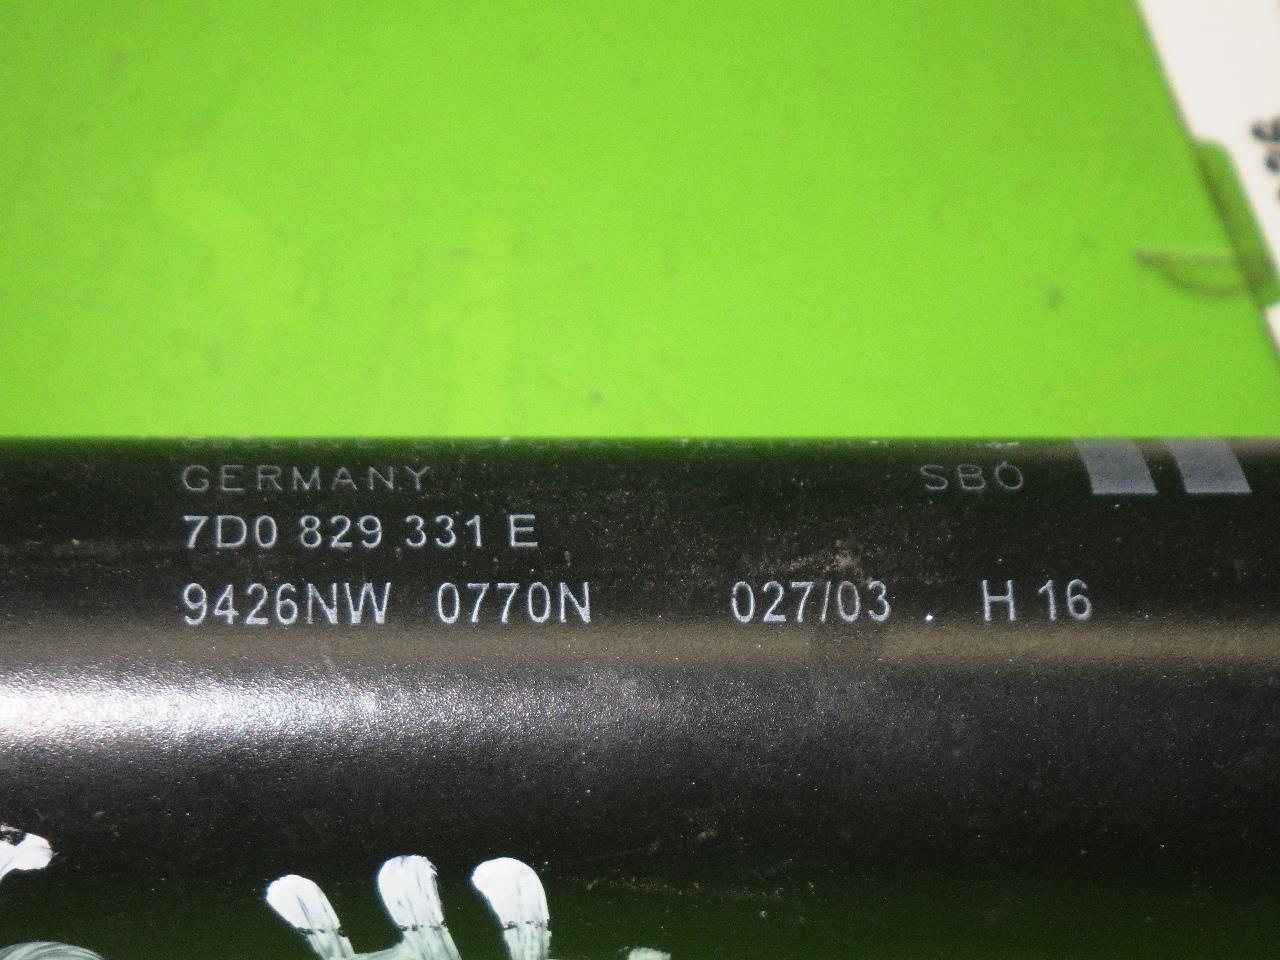 GERMANY SBO
7D0 829 331 E
9426NW 0770N 027/03 . H 16